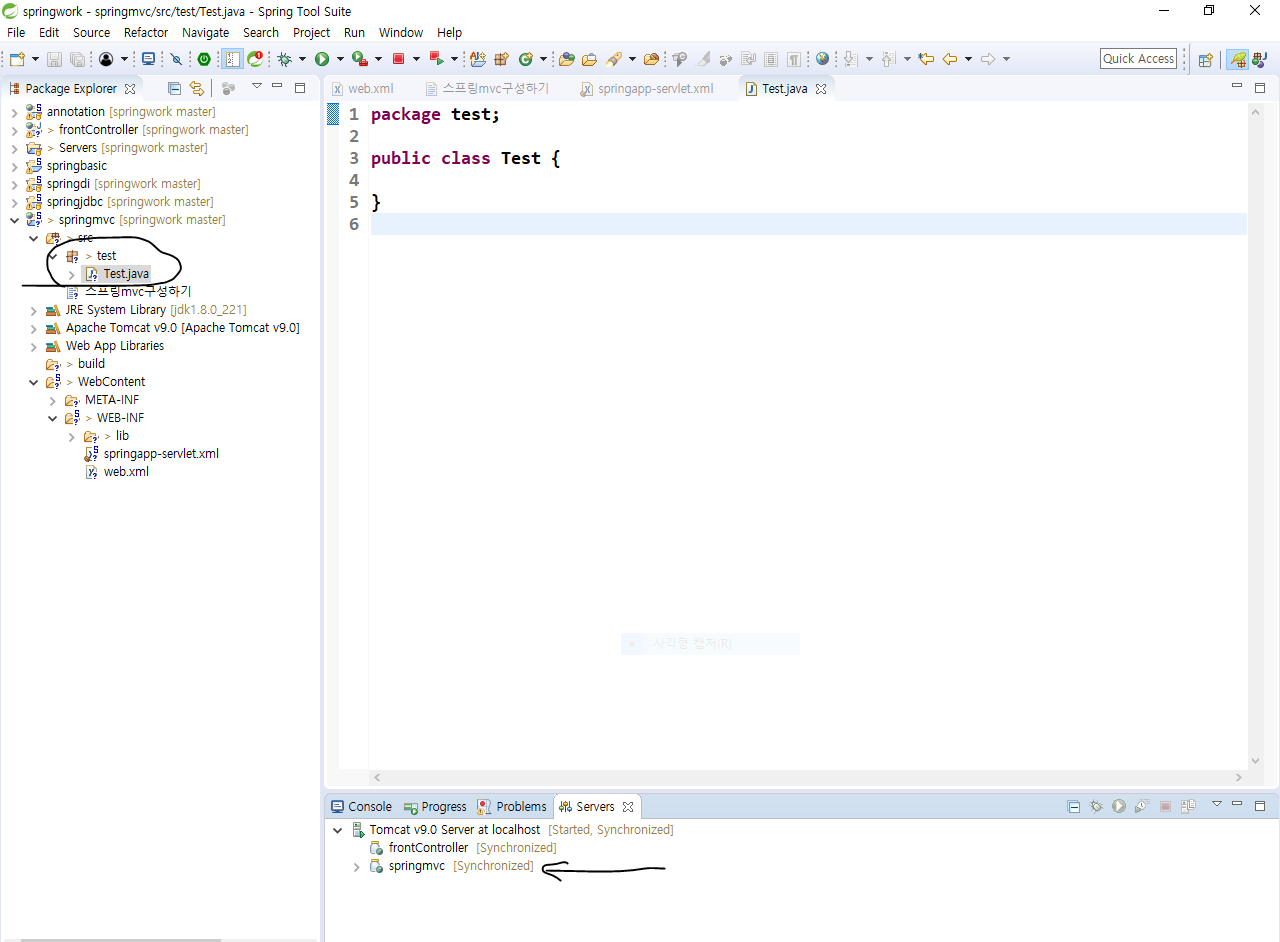 springwork - springmvc/src/test/Test.java - Spring Tool Suite
File Edit Source Refactor Navigate Search Project Run Window Help
Quick Access
Package Explorer
annotation [springwork master]
> frontController [springwork master]
> Servers [springwork master]
springbasic
springdi [springwork master]
springjdbc [springwork master]
> springmvc [springwork master]
> src
> test
Test.java
스프링mvc구성하기
JRE System Library [jdk1.8.0_221]
Apache Tomcat v9.0 [Apache Tomcat v9.0]
Web App Libraries
> build
> WebContent
META-INF
> WEB-INF
> lib
springapp-servlet.xml
web.xml
web.xml 스프링mvc구성하기 springapp-servlet.xml Test.java
1 package test;
2
3 public class Test {
4
5 }
6
사각형 캡처(R)
Console Progress Problems Servers
Tomcat v9.0 Server at localhost [Started, Synchronized]
frontController [Synchronized]
springmvc [Synchronized]